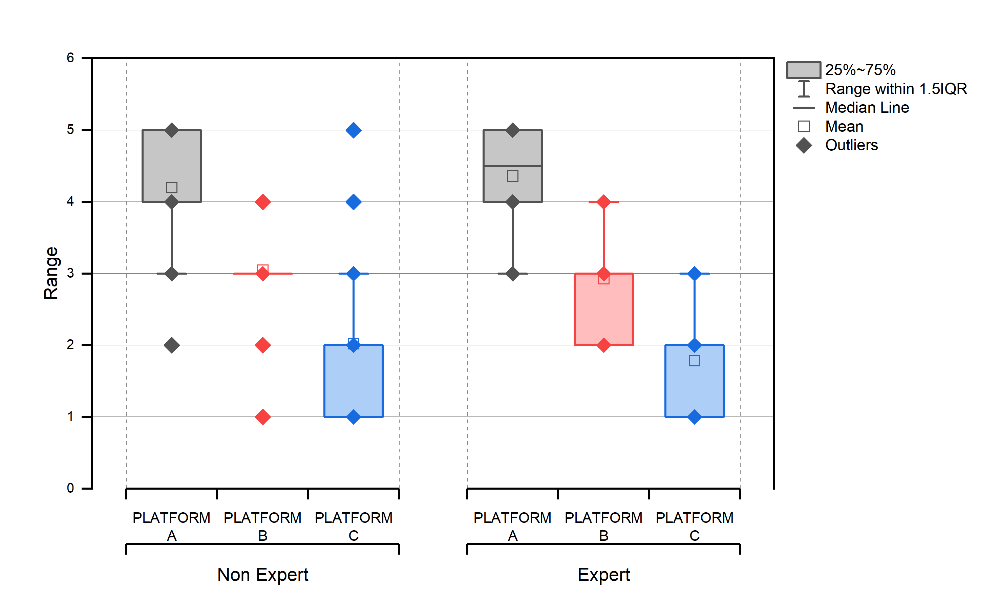 6
5
4
3
2
1
0
Range
25%~75%
Range within 1.5IQR
Median Line
Mean
Outliers
PLATFORM A
PLATFORM B
PLATFORM C
PLATFORM A
PLATFORM B
PLATFORM C
Non Expert
Expert